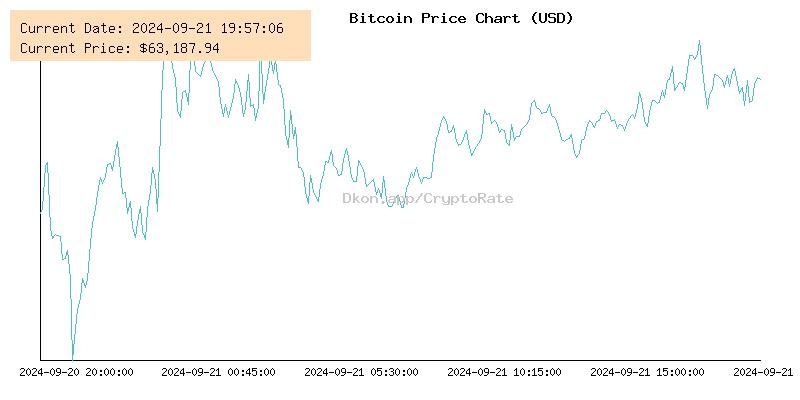 Bitcoin Price Chart (USD)
Current Date: 2024-09-21 19:57:06
Current Price: $63,187.94
Dkon.app/CryptoRate
2024-09-20 20:00:00 2024-09-21 00:45:00 2024-09-21 05:30:00 2024-09-21 10:15:00 2024-09-21 15:00:00 2024-09-21